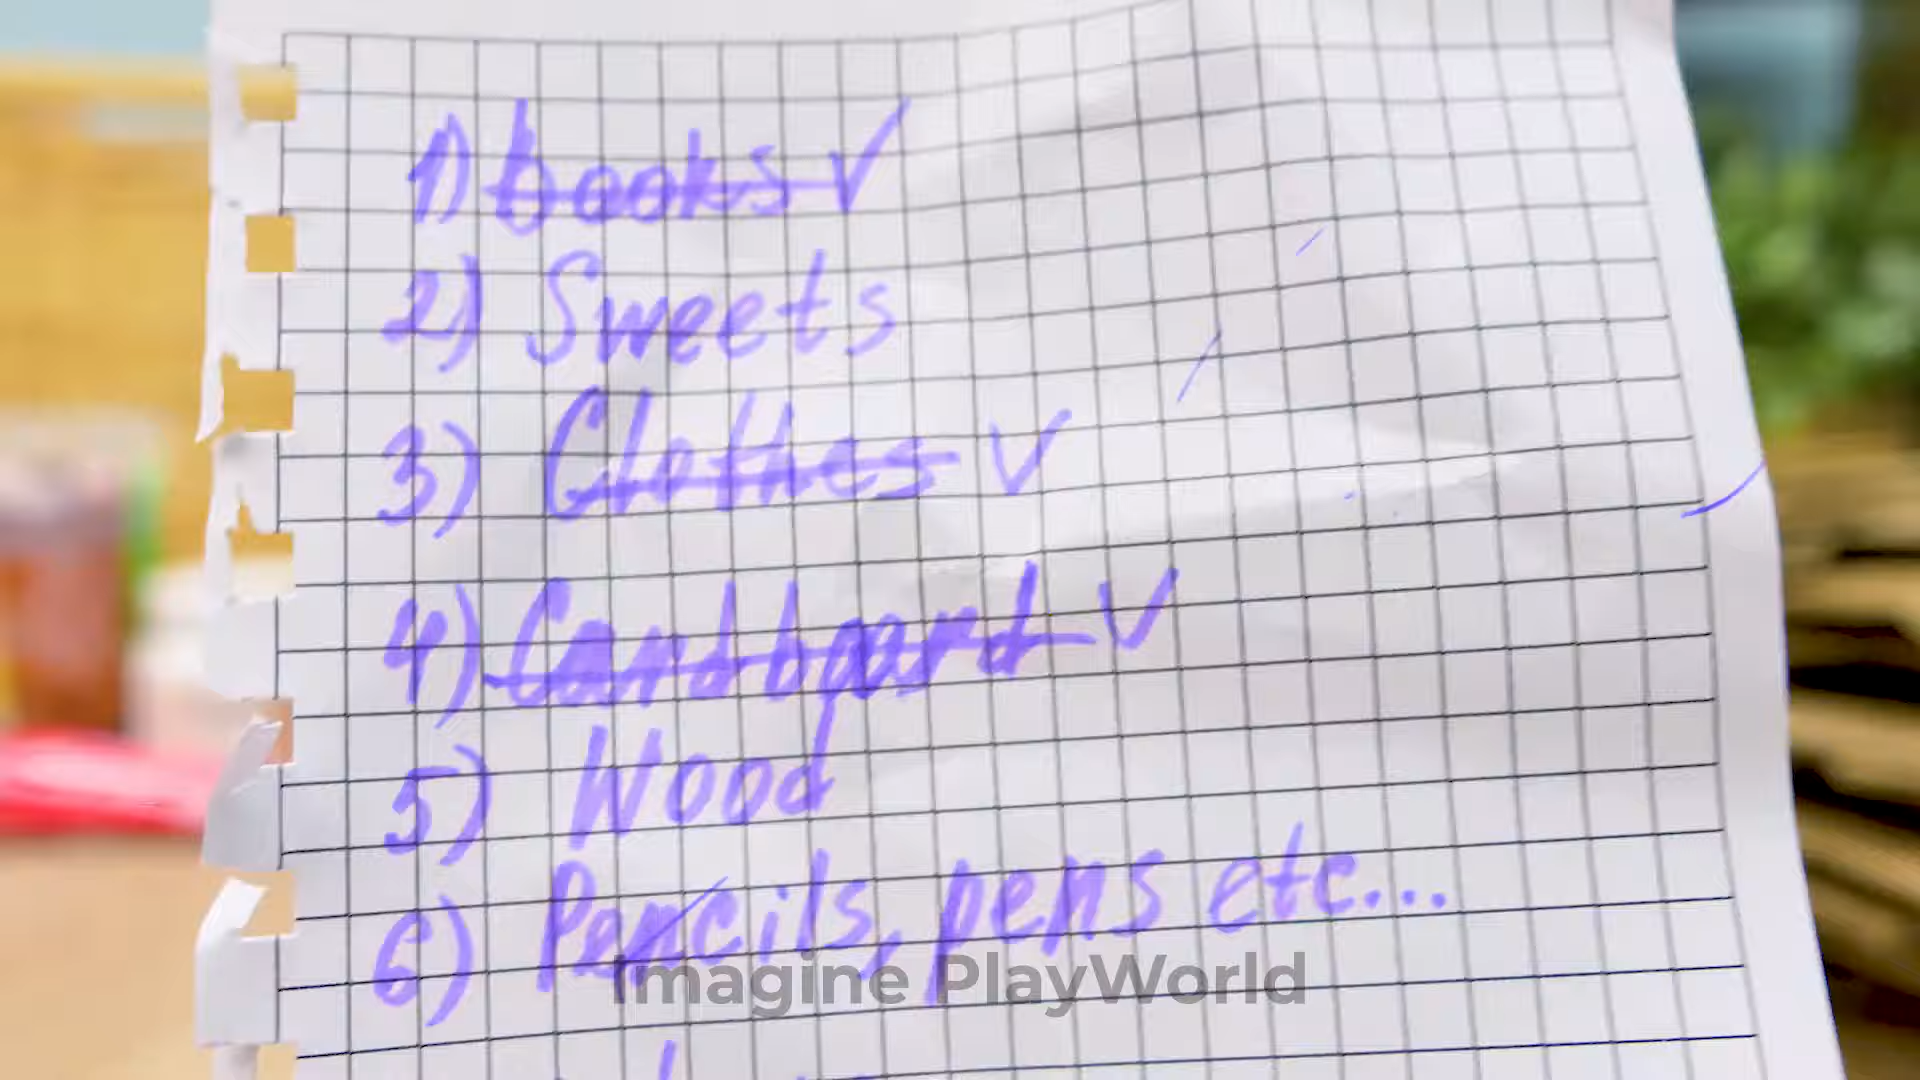 1) books V
2) Sweets
3) Clothes V
4) Cardboard V
5) Wood
6) Pencils, pens etc...
Imagine PlayWorld